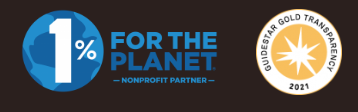 1%
FOR THE
PLANET
—NONPROFIT PARTNER—
GUIDESTAR GOLD TRANSPARENCY
2021